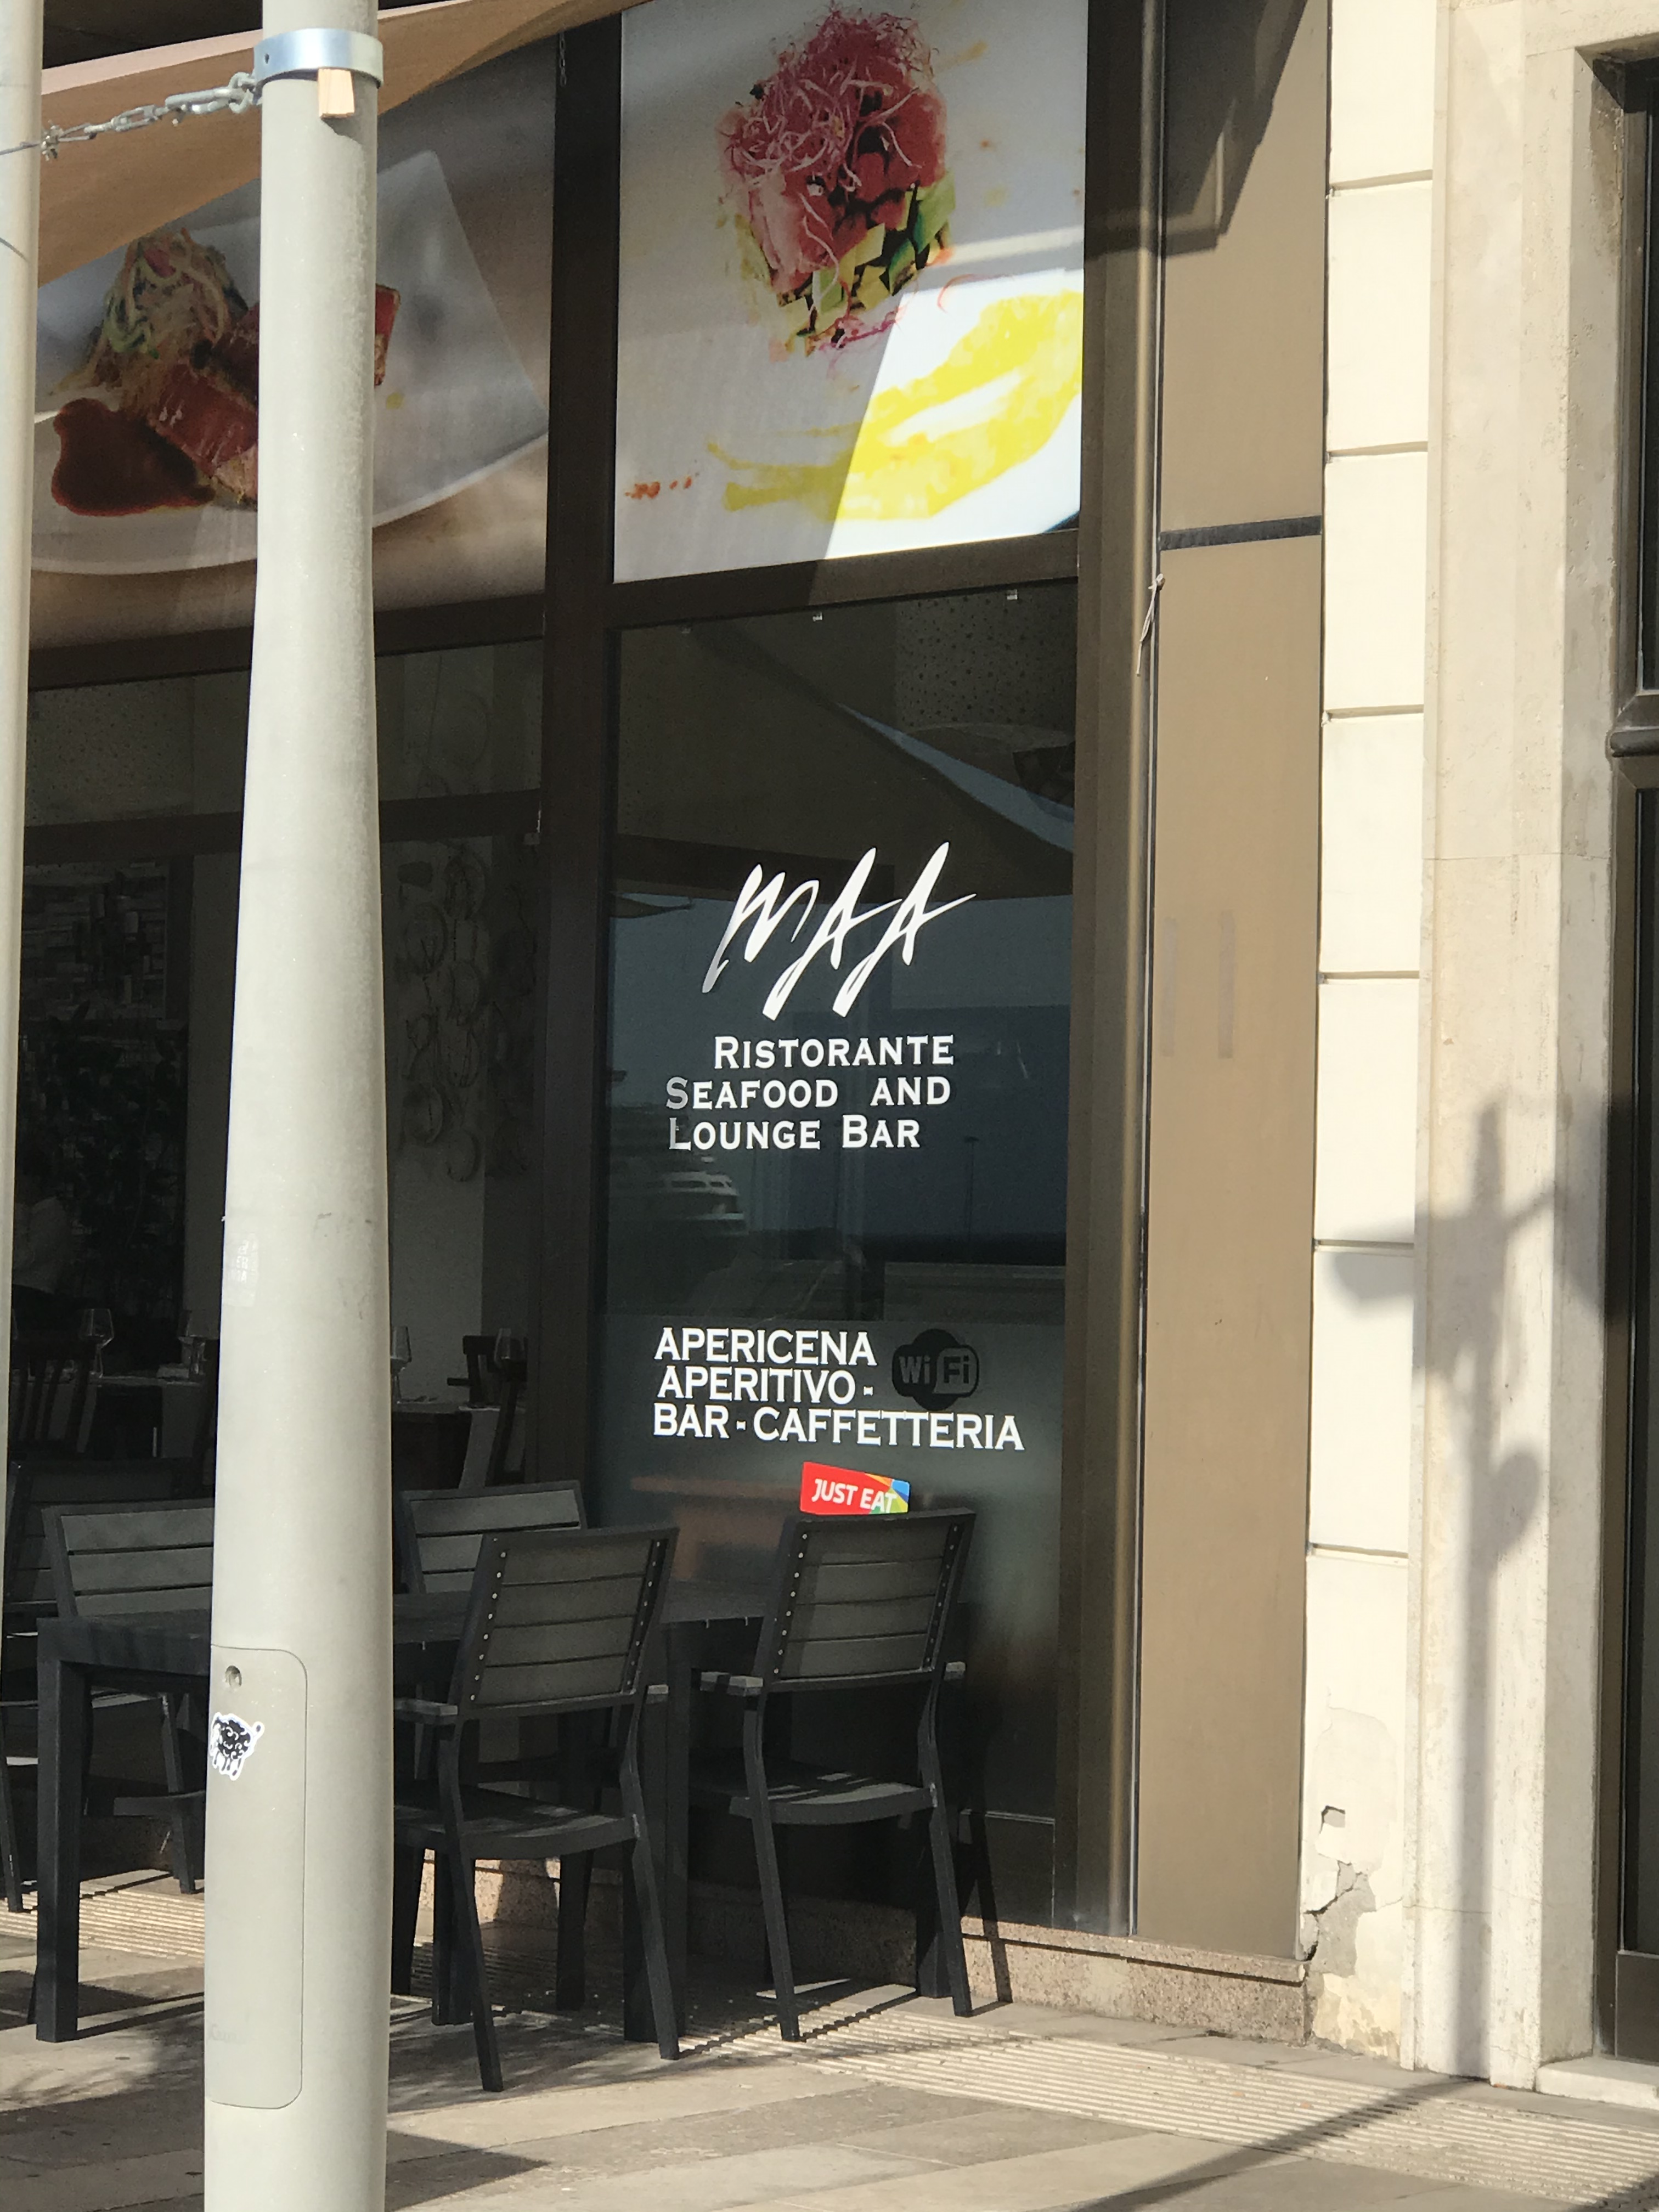 MAA
RISTORANTE
SEAFOOD AND
LOUNGE BAR
APERICENA
WiFi
APERITIVO -
BAR - CAFFETTERIA
JUST EAT